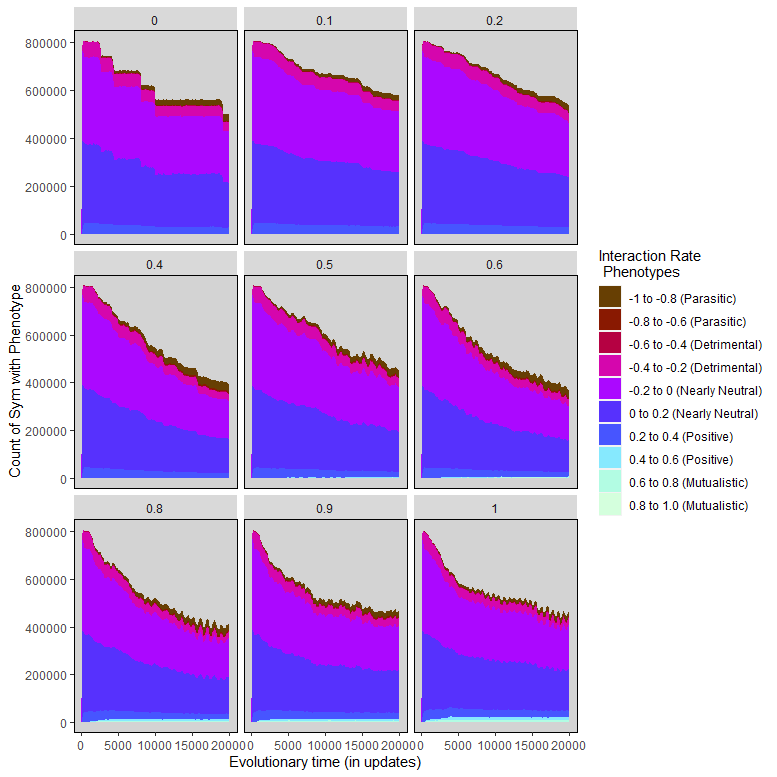 0
0.1
0.2
800000
600000
400000
200000
0
0.4
0.5
0.6
800000
600000
400000
200000
0
0.8
0.9
1
800000
600000
400000
200000
0
0 5000 10000 15000 20000 0 5000 10000 15000 20000 0 5000 10000 15000 20000
Evolutionary time (in updates)
Count of Sym with Phenotype
Interaction Rate
Phenotypes
-1 to -0.8 (Parasitic)
-0.8 to -0.6 (Parasitic)
-0.6 to -0.4 (Detrimental)
-0.4 to -0.2 (Detrimental)
-0.2 to 0 (Nearly Neutral)
0 to 0.2 (Nearly Neutral)
0.2 to 0.4 (Positive)
0.4 to 0.6 (Positive)
0.6 to 0.8 (Mutualistic)
0.8 to 1.0 (Mutualistic)